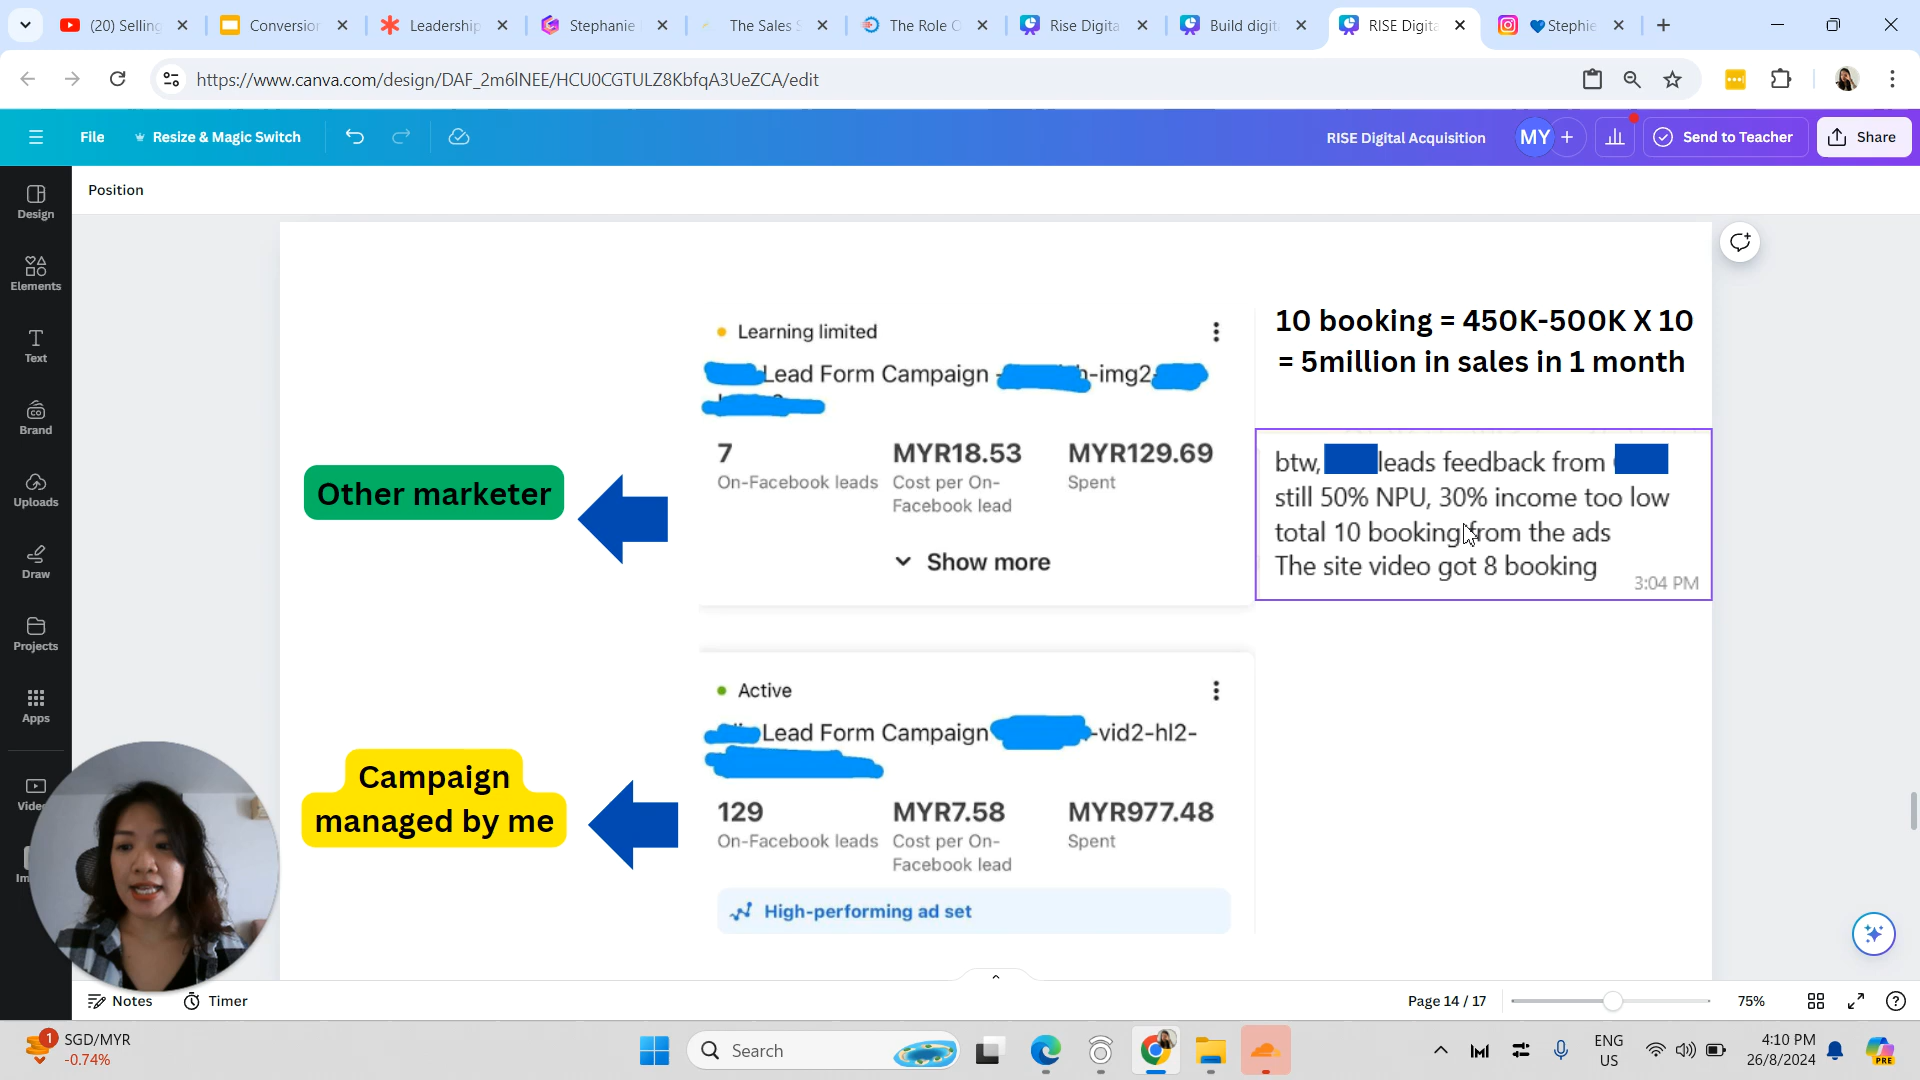 (20) Selling
Conversion
Leadership
Stephanie
The Sales S
The Role O
Rise Digita
Build digit
RISE Digita
Stephie
https://www.canva.com/design/DAF_2m6lNEE/HCU0CGTULZ8KbfqA3UeZCA/edit
File
Resize & Magic Switch
RISE Digital Acquisition
MY
Send to Teacher
Share
Position
Design
Elements
Text
Brand
Uploads
Draw
Projects
Apps
10 booking = 450K-500K X 10
= 5million in sales in 1 month
Learning limited
Lead Form Campaign -
-img2-
7
MYR18.53
MYR129.69
On-Facebook leads
Cost per On-
Facebook lead
Spent
Show more
Other marketer
btw, leads feedback from
still 50% NPU, 30% income too low
total 10 booking from the ads
The site video got 8 booking
3:04 PM
Active
Lead Form Campaign
-vid2-hl2-
129
MYR7.58
MYR977.48
On-Facebook leads
Cost per On-
Facebook lead
Spent
High-performing ad set
Campaign
managed by me
Notes
Timer
Page 14 / 17
75%
1
SGD/MYR
-0.74%
Search
ENG
US
4:10 PM
26/8/2024
PRE